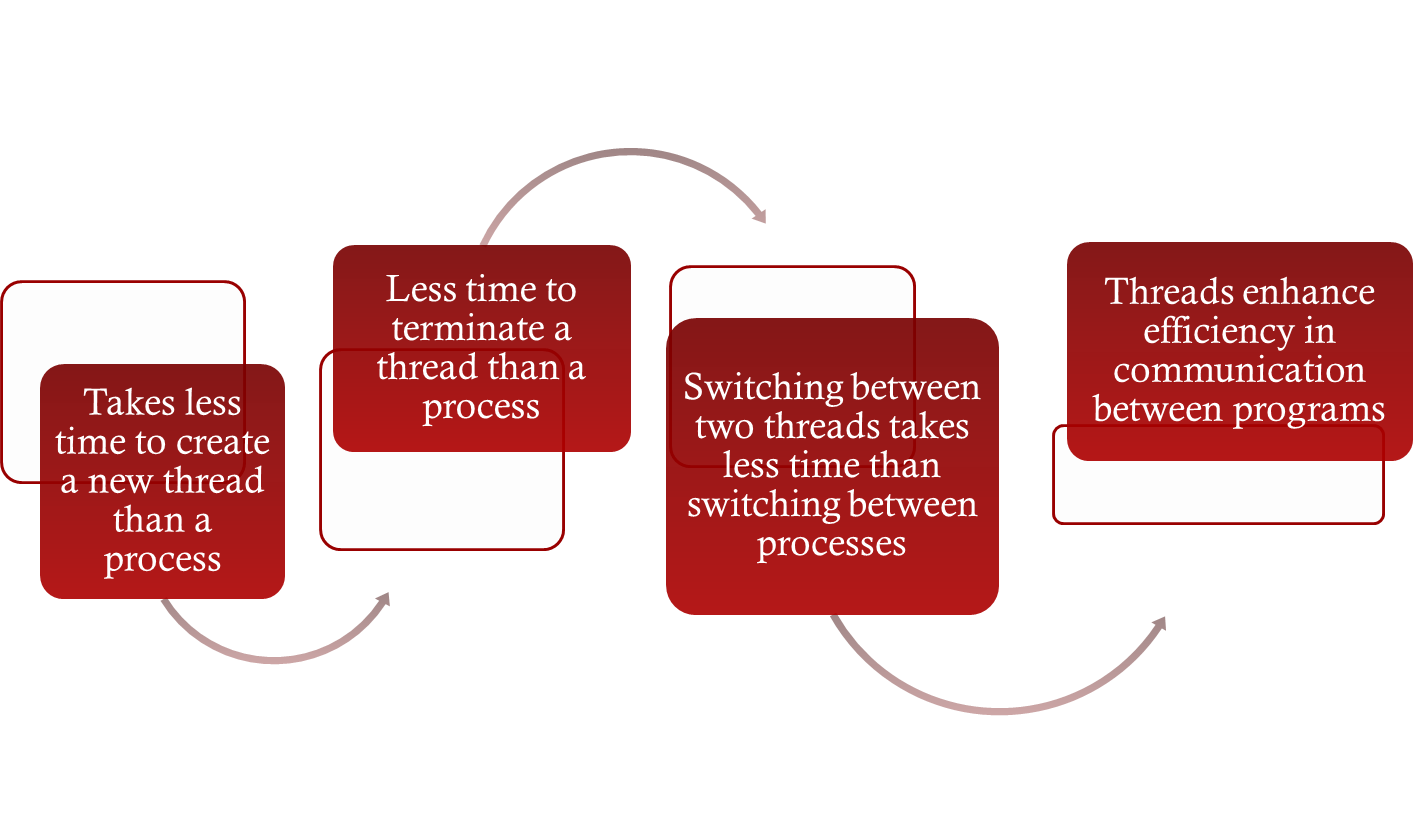 Takes less
time to create
a new thread
than a
process
Less time to
terminate a
thread than a
process
Switching between
two threads takes
less time than
switching between
processes
Threads enhance
efficiency in
communication
between programs